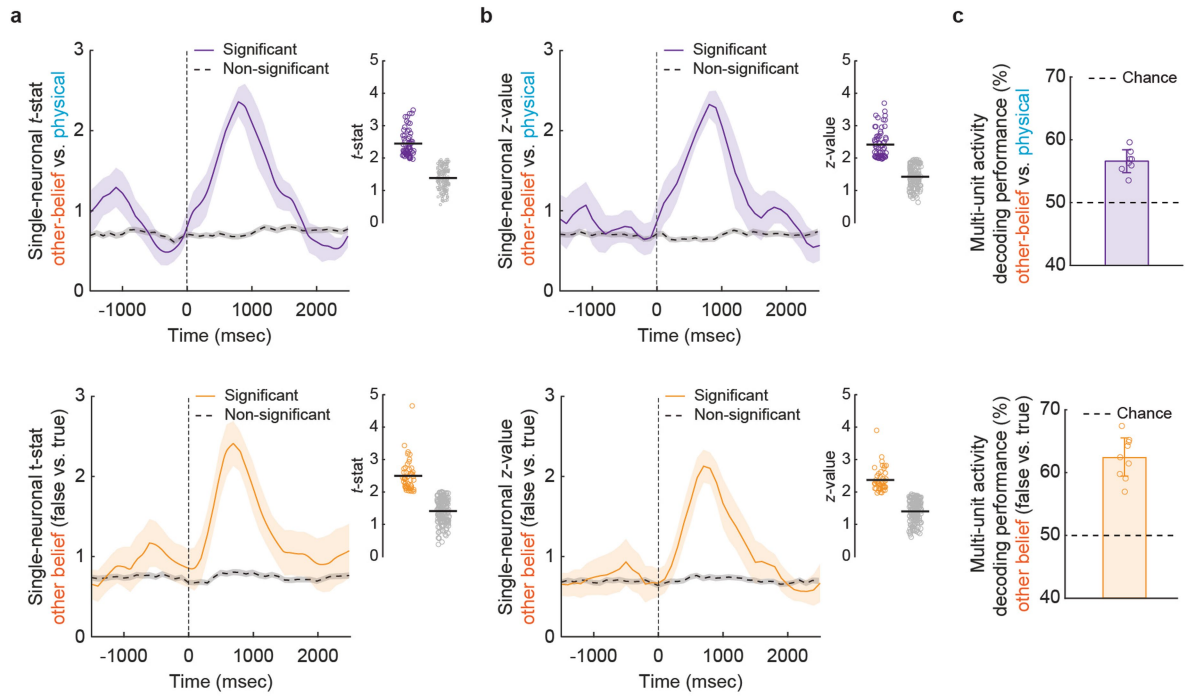 a
Single-neuronal t-stat
other-belief vs. physical
3
2
1
0
Significant
Non-significant
-1000 0 1000 2000
Time (msec)
t-stat
5
4
3
2
1
0
b
Single-neuronal z-value
other-belief vs. physical
3
2
1
0
Significant
Non-significant
-1000 0 1000 2000
Time (msec)
z-value
5
4
3
2
1
0
c
Multi-unit activity
decoding performance (%)
other-belief vs. physical
70
60
50
40
Chance
Single-neuronal t-stat
other belief (false vs. true)
3
2
1
0
Significant
Non-significant
-1000 0 1000 2000
Time (msec)
t-stat
5
4
3
2
1
0
Single-neuronal z-value
other belief (false vs. true)
3
2
1
0
Significant
Non-significant
-1000 0 1000 2000
Time (msec)
z-value
5
4
3
2
1
0
Multi-unit activity
decoding performance (%)
other belief (false vs. true)
70
60
50
40
Chance